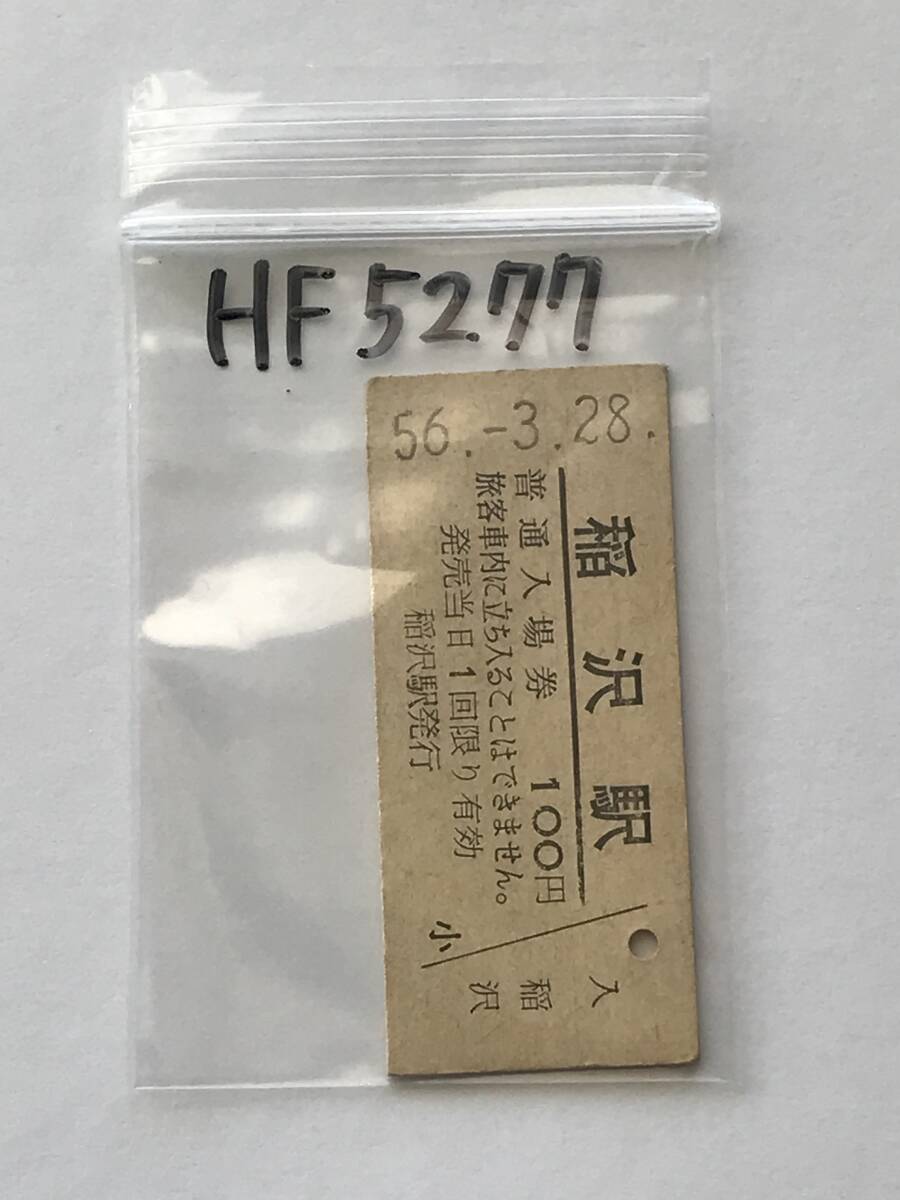 HF5277
56.-3.28.
稲沢駅
普通入場券 100円
旅客車内に立ち入ることはできません。
発売当日1回限り有効
稲沢駅発行
小
入
稲
沢